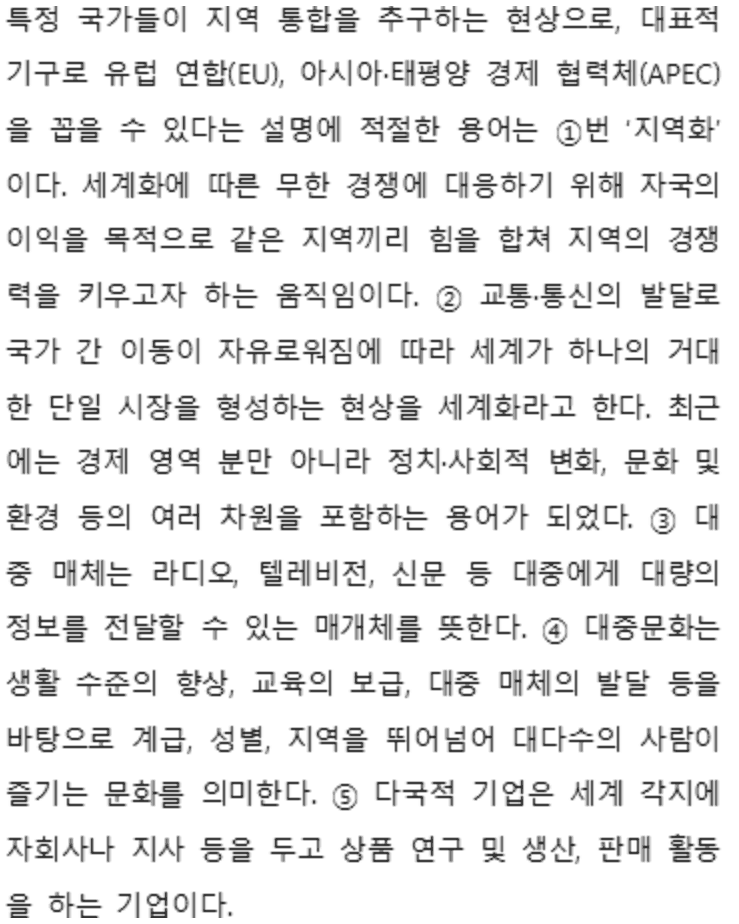 특정 국가들이 지역 통합을 추구하는 현상으로, 대표적
기구로 유럽 연합(EU), 아시아·태평양 경제 협력체(APEC)
을 꼽을 수 있다는 설명에 적절한 용어는 ①번 ‘지역화’
이다. 세계화에 따른 무한 경쟁에 대응하기 위해 자국의
이익을 목적으로 같은 지역끼리 힘을 합쳐 지역의 경쟁
력을 키우고자 하는 움직임이다. ② 교통·통신의 발달로
국가 간 이동이 자유로워짐에 따라 세계가 하나의 거대
한 단일 시장을 형성하는 현상을 세계화라고 한다. 최근
에는 경제 영역 분만 아니라 정치·사회적 변화, 문화 및
환경 등의 여러 차원을 포함하는 용어가 되었다. ③ 대
중 매체는 라디오, 텔레비전, 신문 등 대중에게 대량의
정보를 전달할 수 있는 매개체를 뜻한다. ④ 대중문화는
생활 수준의 향상, 교육의 보급, 대중 매체의 발달 등을
바탕으로 계급, 성별, 지역을 뛰어넘어 대다수의 사람이
즐기는 문화를 의미한다. ⑤ 다국적 기업은 세계 각지에
자회사나 지사 등을 두고 상품 연구 및 생산, 판매 활동
을 하는 기업이다.